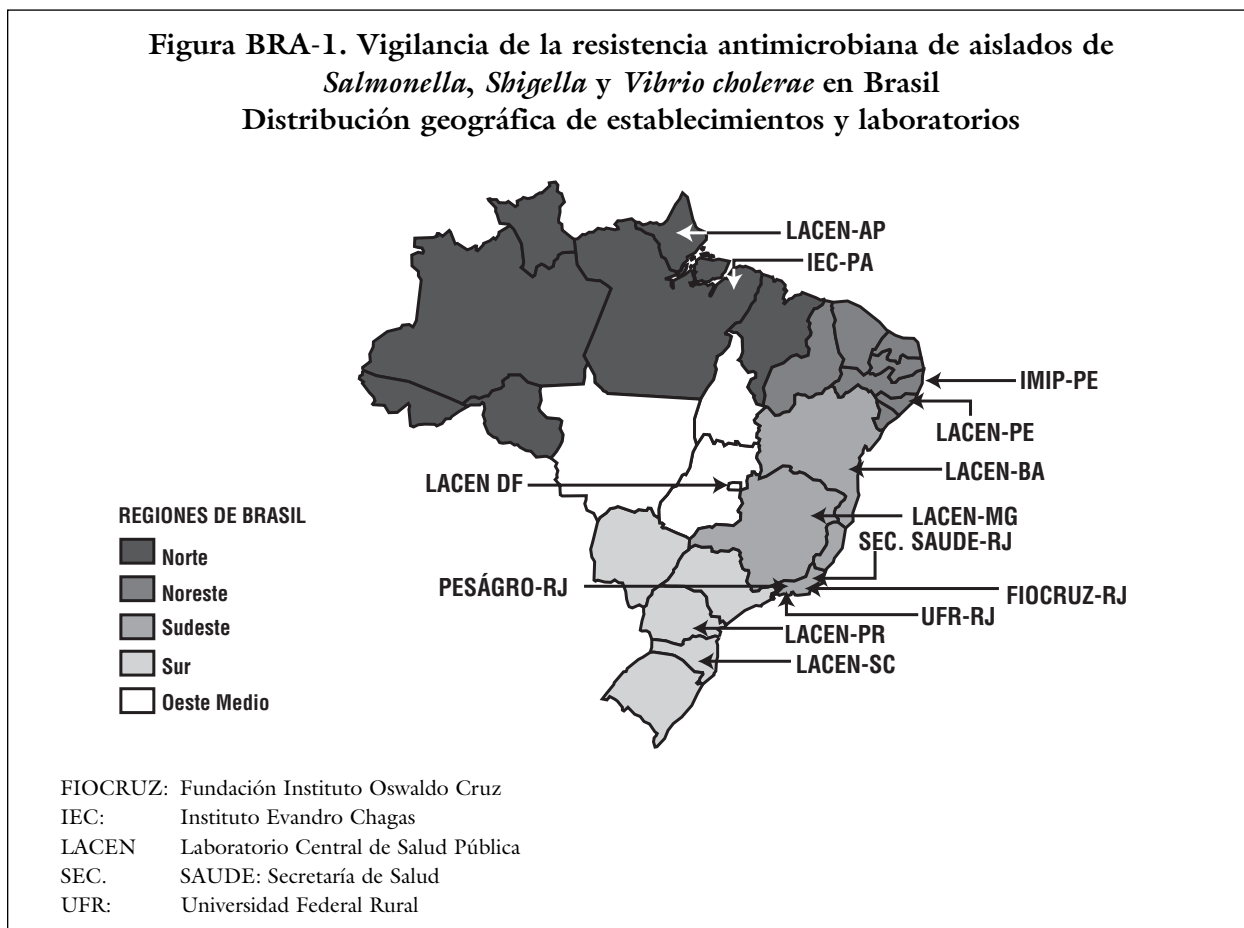 Figura BRA-1. Vigilancia de la resistencia antimicrobiana de aislados de
Salmonella, Shigella y Vibrio cholerae en Brasil
Distribución geográfica de establecimientos y laboratorios
LACEN-AP
IEC-PA
IMIP-PE
LACEN-PE
LACEN-BA
LACEN DF
LACEN-MG
SEC. SAUDE-RJ
PESÁGRO-RJ
FIOCRUZ-RJ
UFR-RJ
LACEN-PR
LACEN-SC
REGIONES DE BRASIL
Norte
Noreste
Sudeste
Sur
Oeste Medio
FIOCRUZ: Fundación Instituto Oswaldo Cruz
IEC: Instituto Evandro Chagas
LACEN Laboratorio Central de Salud Pública
SEC. SAUDE: Secretaría de Salud
UFR: Universidad Federal Rural